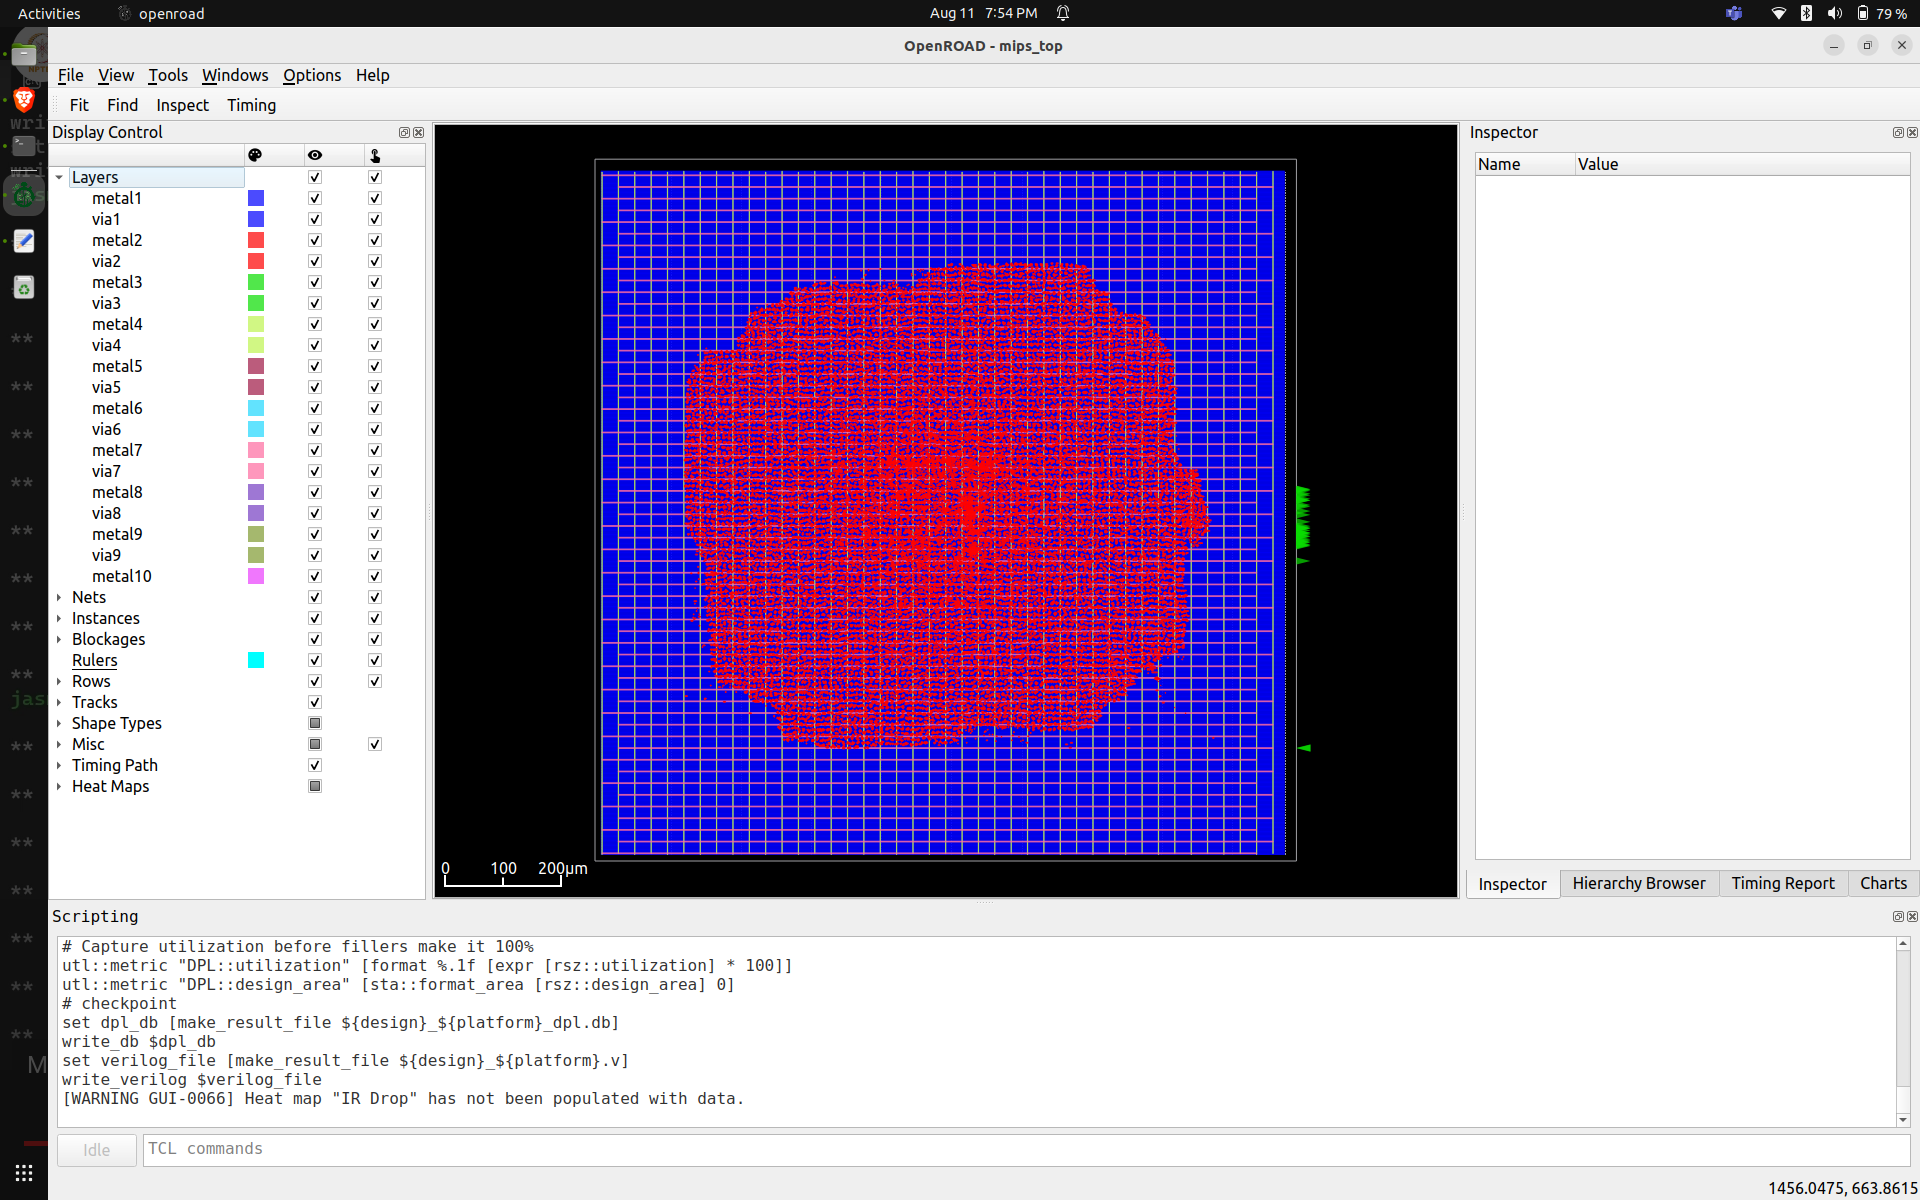 Activities
openroad
Aug 11 7:54 PM
79 %
OpenROAD - mips_top
File View Tools Windows Options Help
Fit Find Inspect Timing
Display Control
Layers
metal1
via1
metal2
via2
metal3
via3
metal4
via4
metal5
via5
metal6
via6
metal7
via7
metal8
via8
metal9
via9
metal10
Nets
Instances
Blockages
Rulers
Rows
Tracks
Shape Types
Misc
Timing Path
Heat Maps
0 100 200μm
Inspector
Name Value
Inspector Hierarchy Browser Timing Report Charts
Scripting
# Capture utilization before fillers make it 100%
utl::metric "DPL::utilization" [format %.1f [expr [rsz::utilization] * 100]]
utl::metric "DPL::design_area" [sta::format_area [rsz::design_area] 0]
# checkpoint
set dpl_db [make_result_file ${design}_${platform}_dpl.db]
write_db $dpl_db
set verilog_file [make_result_file ${design}_${platform}.v]
write_verilog $verilog_file
[WARNING GUI-0066] Heat map "IR Drop" has not been populated with data.
Idle
TCL commands
1456.0475, 663.8615